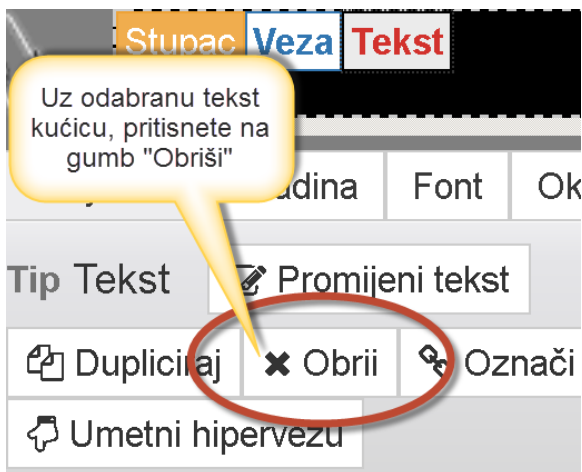 Stupac Veza Tekst
Uz odabranu tekst
kućicu, pritisnete na
gumb "Obriši"
Font
Tip Tekst Promijeni tekst
Dupliciraj Obrii Označi
Umetni hipervezu